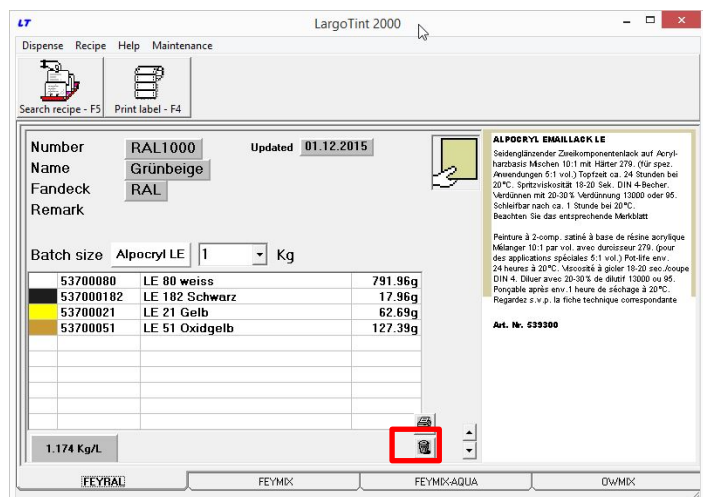 LT LargoTint 2000
Dispense Recipe Help Maintenance
Search recipe - F5 Print label - F4
Number RAL1000 Updated 01.12.2015
Name Grünbeige
Fandeck RAL
Remark
Batch size Alpocryl LE 1 Kg
53700080 LE 80 weiss 791.96g
537000182 LE 182 Schwarz 17.96g
53700021 LE 21 Gelb 62.69g
53700051 LE 51 Oxidgelb 127.39g
1.174 Kg/L
ALPOCRYL EMAILLACK LE
Seidenglänzender Zweikomponentenlack auf Acryl-
harzbasis Mischen 10:1 mit Härter 279. (für spez.
Anwendungen 5:1 vol.) Topfzeit ca. 24 Stunden bei
20°C. Spritzviskosität 18-20 Sek. DIN 4-Becher.
Verdünnen mit 20-30% Verdünnung 13000 oder 95.
Schleifbar nach ca. 1 Stunde bei 20°C.
Beachten Sie das entsprechende Merkblatt
Peinture à 2-comp. satiné à base de résine acrylique
Mélanger 10:1 par vol. avec durcisseur 279. (pour
des applications spéciales 5:1 vol.) Pot-life env.
24 heures à 20°C. Viscosité à gicler 18-20 sec./coupe
DIN 4. Diluer avec 20-30% de dilutif 13000 ou 95.
Ponçable après env. 1 heure de séchage à 20°C.
Regardez s.v.p. la fiche technique correspondante
Art. Nr. 539300
FEYRAL FEYMIX FEYMIX-AQUA OWMIX